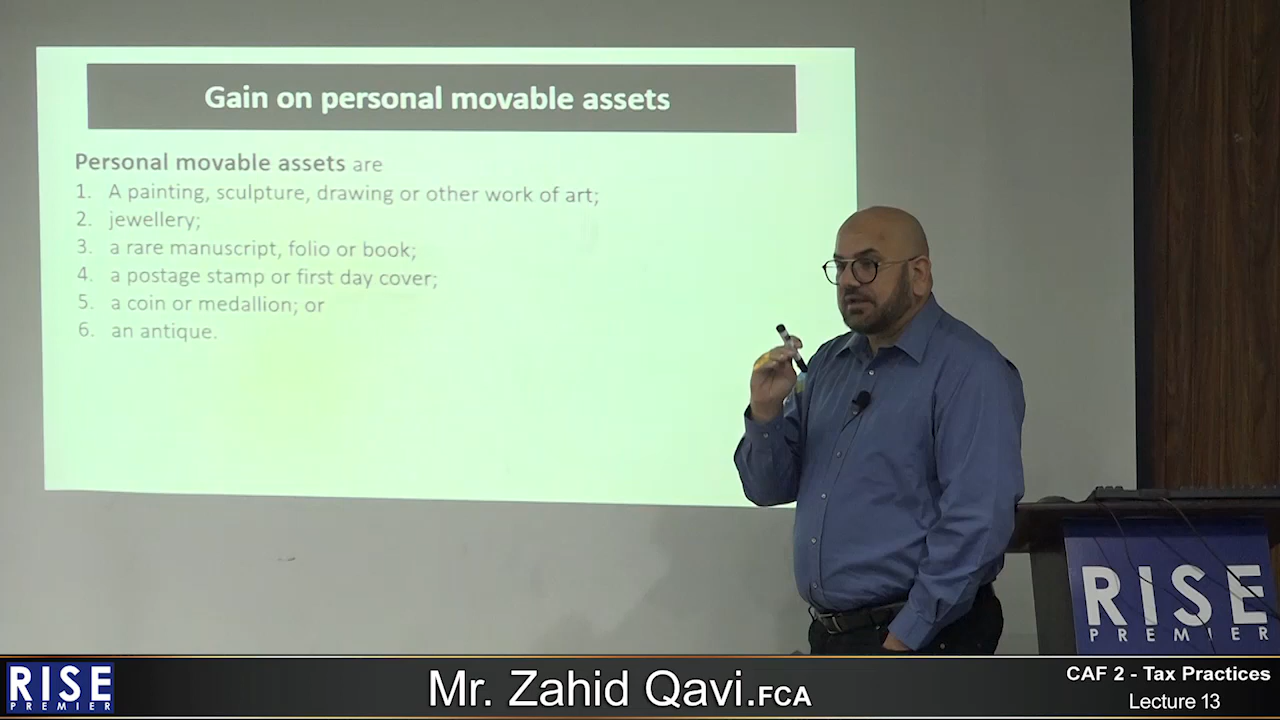 Gain on personal movable assets
Personal movable assets are
1. A painting, sculpture, drawing or other work of art;
2. jewellery;
3. a rare manuscript, folio or book;
4. a postage stamp or first day cover;
5. a coin or medallion; or
6. an antique.
RISE
PREMIER
RISE
PREMIER
Mr. Zahid Qavi.FCA
CAF 2 - Tax Practices
Lecture 13